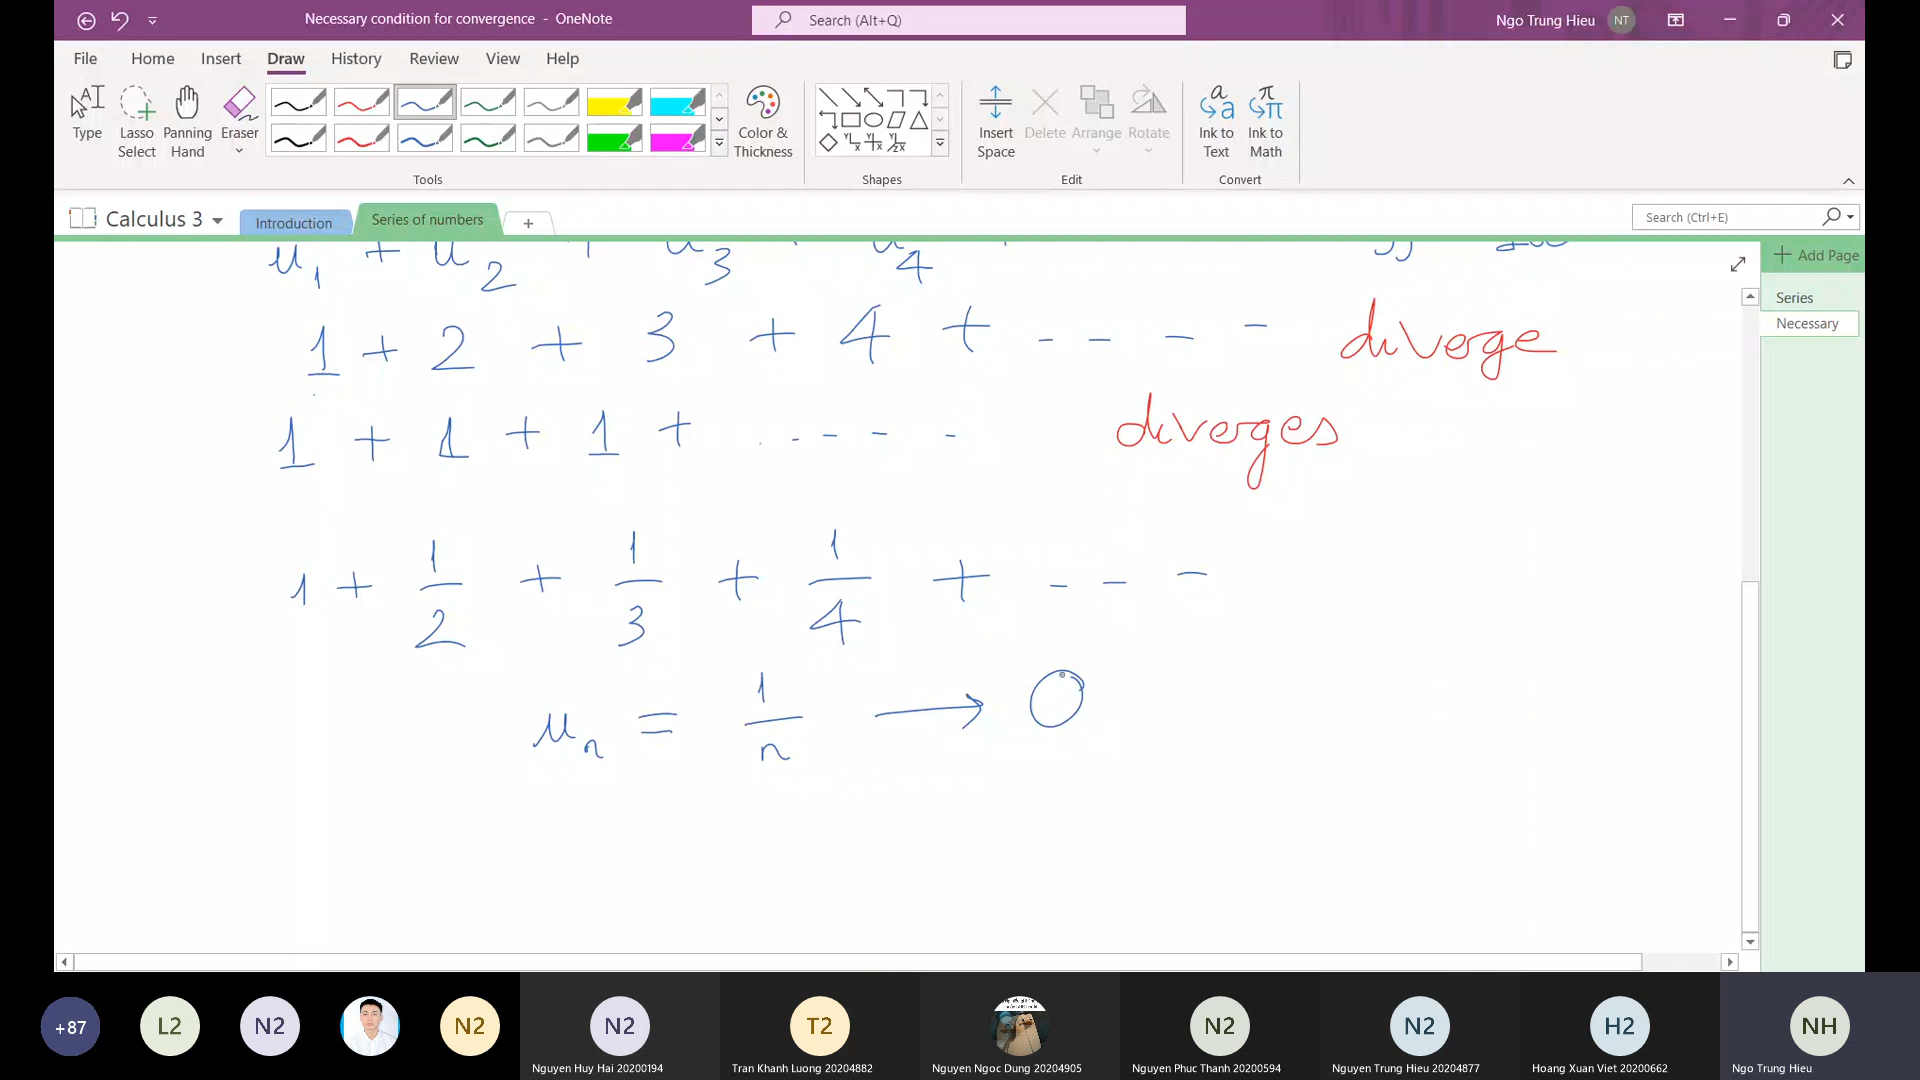 Necessary condition for convergence - OneNote
Search (Alt+Q)
Ngo Trung Hieu NT
File Home Insert Draw History Review View Help
Type
Lasso Select
Panning Hand
Eraser
Color & Thickness
Insert Space
Delete
Arrange
Rotate
Ink to Text
Ink to Math
Tools Shapes Edit Convert
Calculus 3 Introduction Series of numbers +
Search (Ctrl+E)
Add Page
Series
Necessary
u₁ + u₂ + u₃ + u₄ +
1 + 2 + 3 + 4 + - - - - diverge
1 + 1 + 1 + - - - - diverges
1 + 1/2 + 1/3 + 1/4 + - - -
uₙ = 1/n → 0
+87 L2 N2 N2 N2 T2 N2 N2 H2 NH
Nguyen Huy Hai 20200194
Tran Khanh Luong 20204882
Nguyen Ngoc Dung 20204905
Nguyen Phuc Thanh 20200594
Nguyen Trung Hieu 20204877
Hoang Xuan Viet 20200662
Ngo Trung Hieu